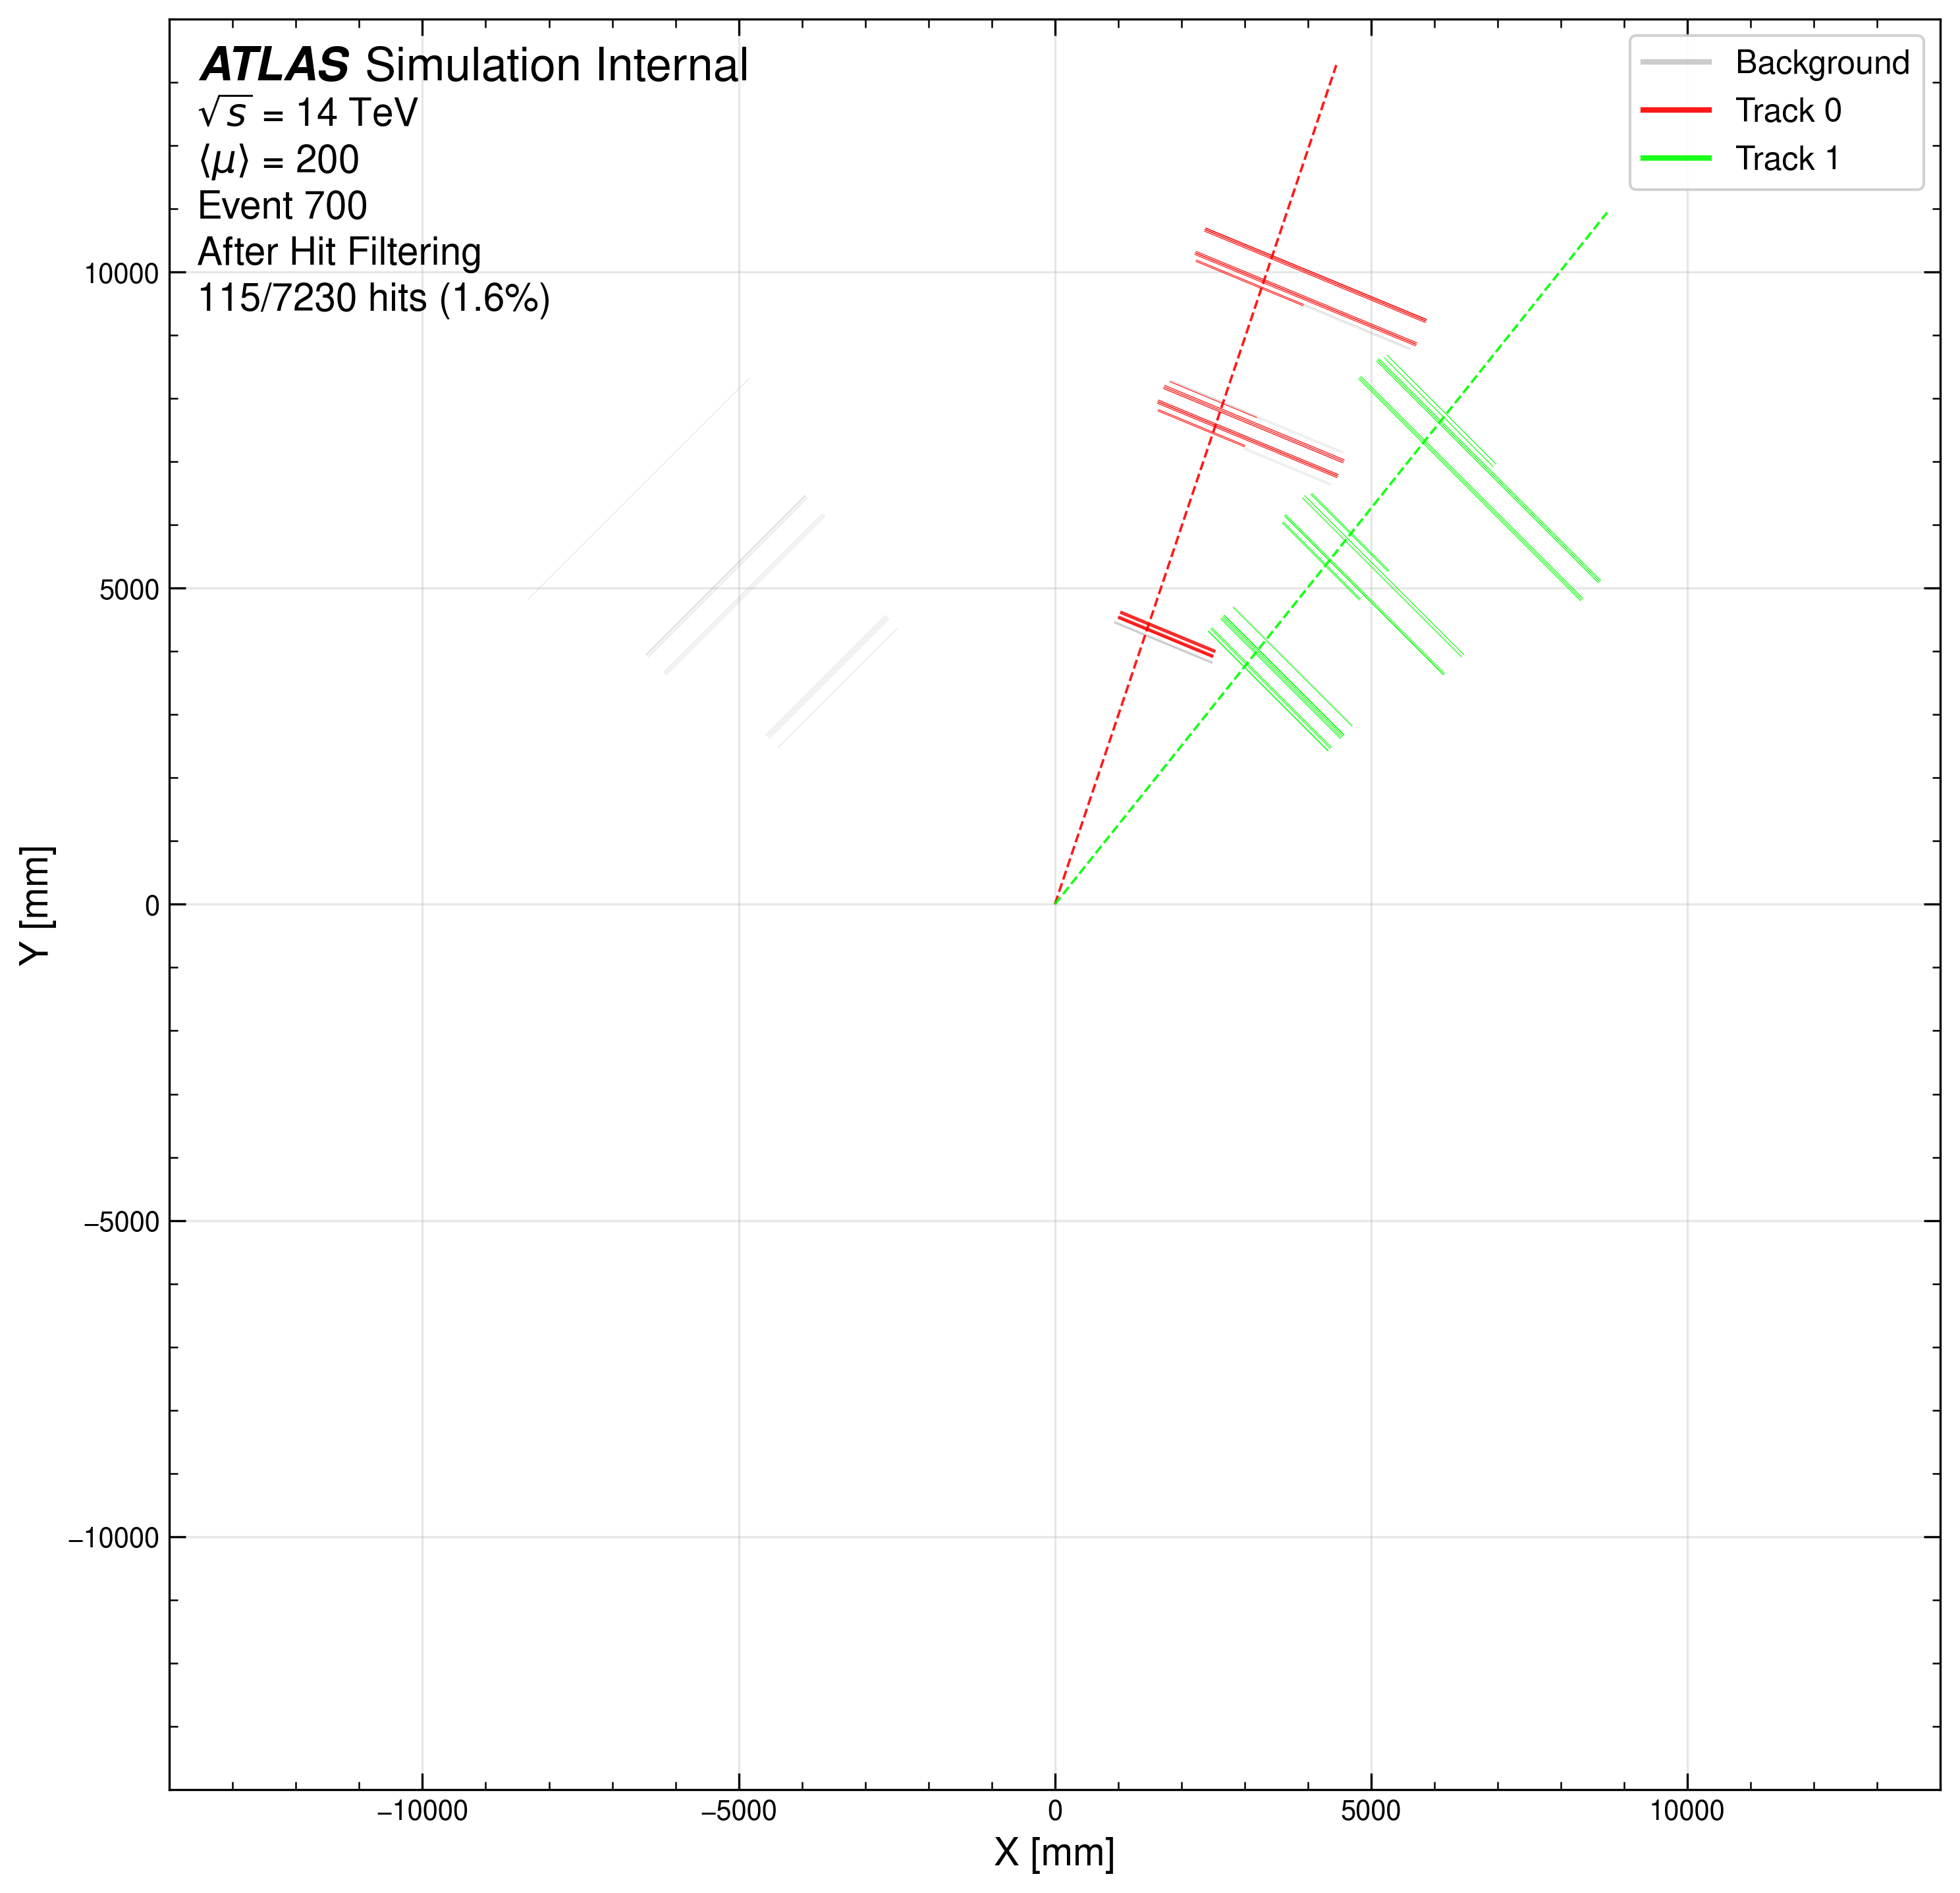 ATLAS Simulation Internal
√s = 14 TeV
⟨μ⟩ = 200
Event 700
After Hit Filtering
115/7230 hits (1.6%)
Background
Track 0
Track 1
10000
5000
0
−5000
−10000
Y [mm]
−10000
−5000
0
5000
10000
X [mm]